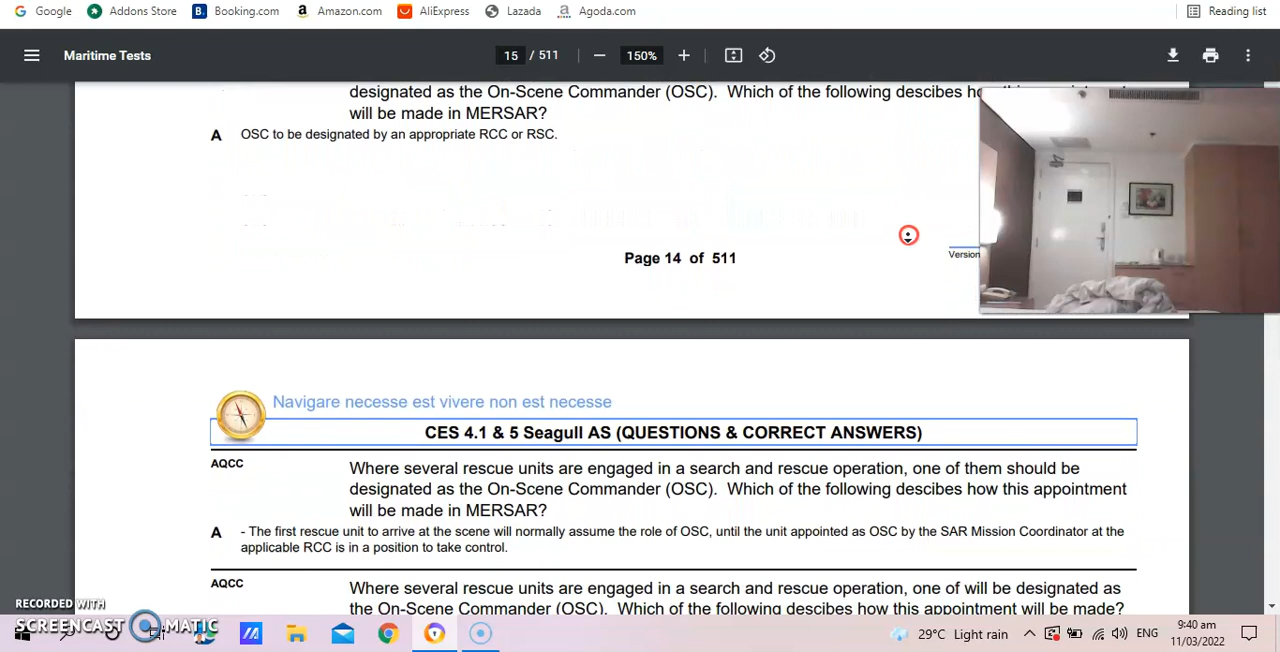 Google Addons Store Booking.com Amazon.com AliExpress Lazada Agoda.com Reading list
Maritime Tests 15 / 511 150%
designated as the On-Scene Commander (OSC). Which of the following descibes
will be made in MERSAR?
A OSC to be designated by an appropriate RCC or RSC.
Page 14 of 511
Version
Navigare necesse est vivere non est necesse
CES 4.1 & 5 Seagull AS (QUESTIONS & CORRECT ANSWERS)
AQCC Where several rescue units are engaged in a search and rescue operation, one of them should be
designated as the On-Scene Commander (OSC). Which of the following descibes how this appointment
will be made in MERSAR?
A - The first rescue unit to arrive at the scene will normally assume the role of OSC, until the unit appointed as OSC by the SAR Mission Coordinator at the
applicable RCC is in a position to take control.
AQCC Where several rescue units are engaged in a search and rescue operation, one of will be designated as
the On-Scene Commander (OSC). Which of the following descibes how this appointment will be made?
RECORDED WITH
SCREENCAST MATIC
29°C Light rain ENG 9:40 am
11/03/2022